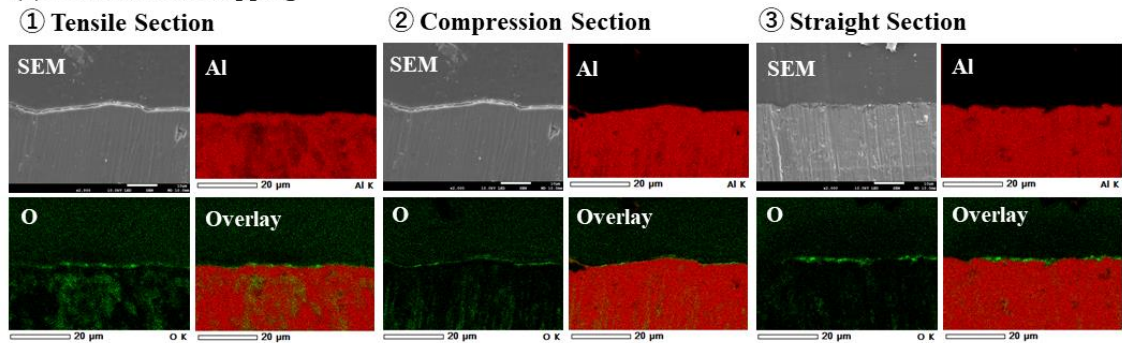 ① Tensile Section
② Compression Section
③ Straight Section
SEM
Al
SEM
Al
SEM
Al
20 μm
Al K
20 μm
Al K
20 μm
Al K
O
Overlay
O
Overlay
O
Overlay
20 μm
O K
20 μm
20 μm
O K
20 μm
20 μm
O K
20 μm